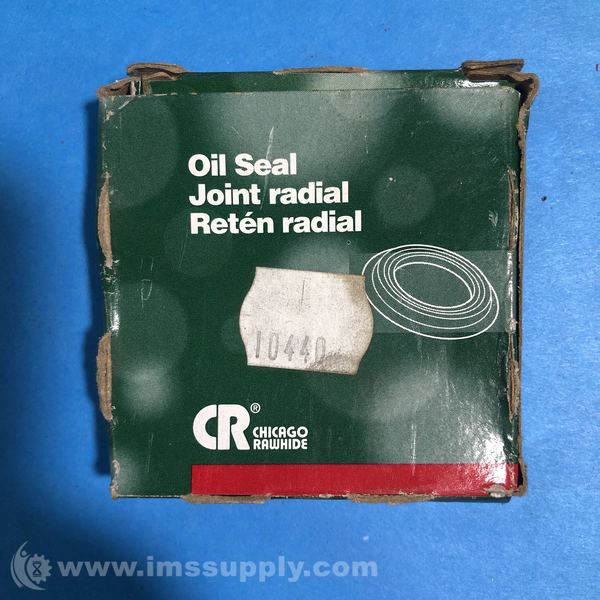 Oil Seal
Joint radial
Retén radial
10440
CR®
CHICAGO
RAWHIDE
www.imssupply.com